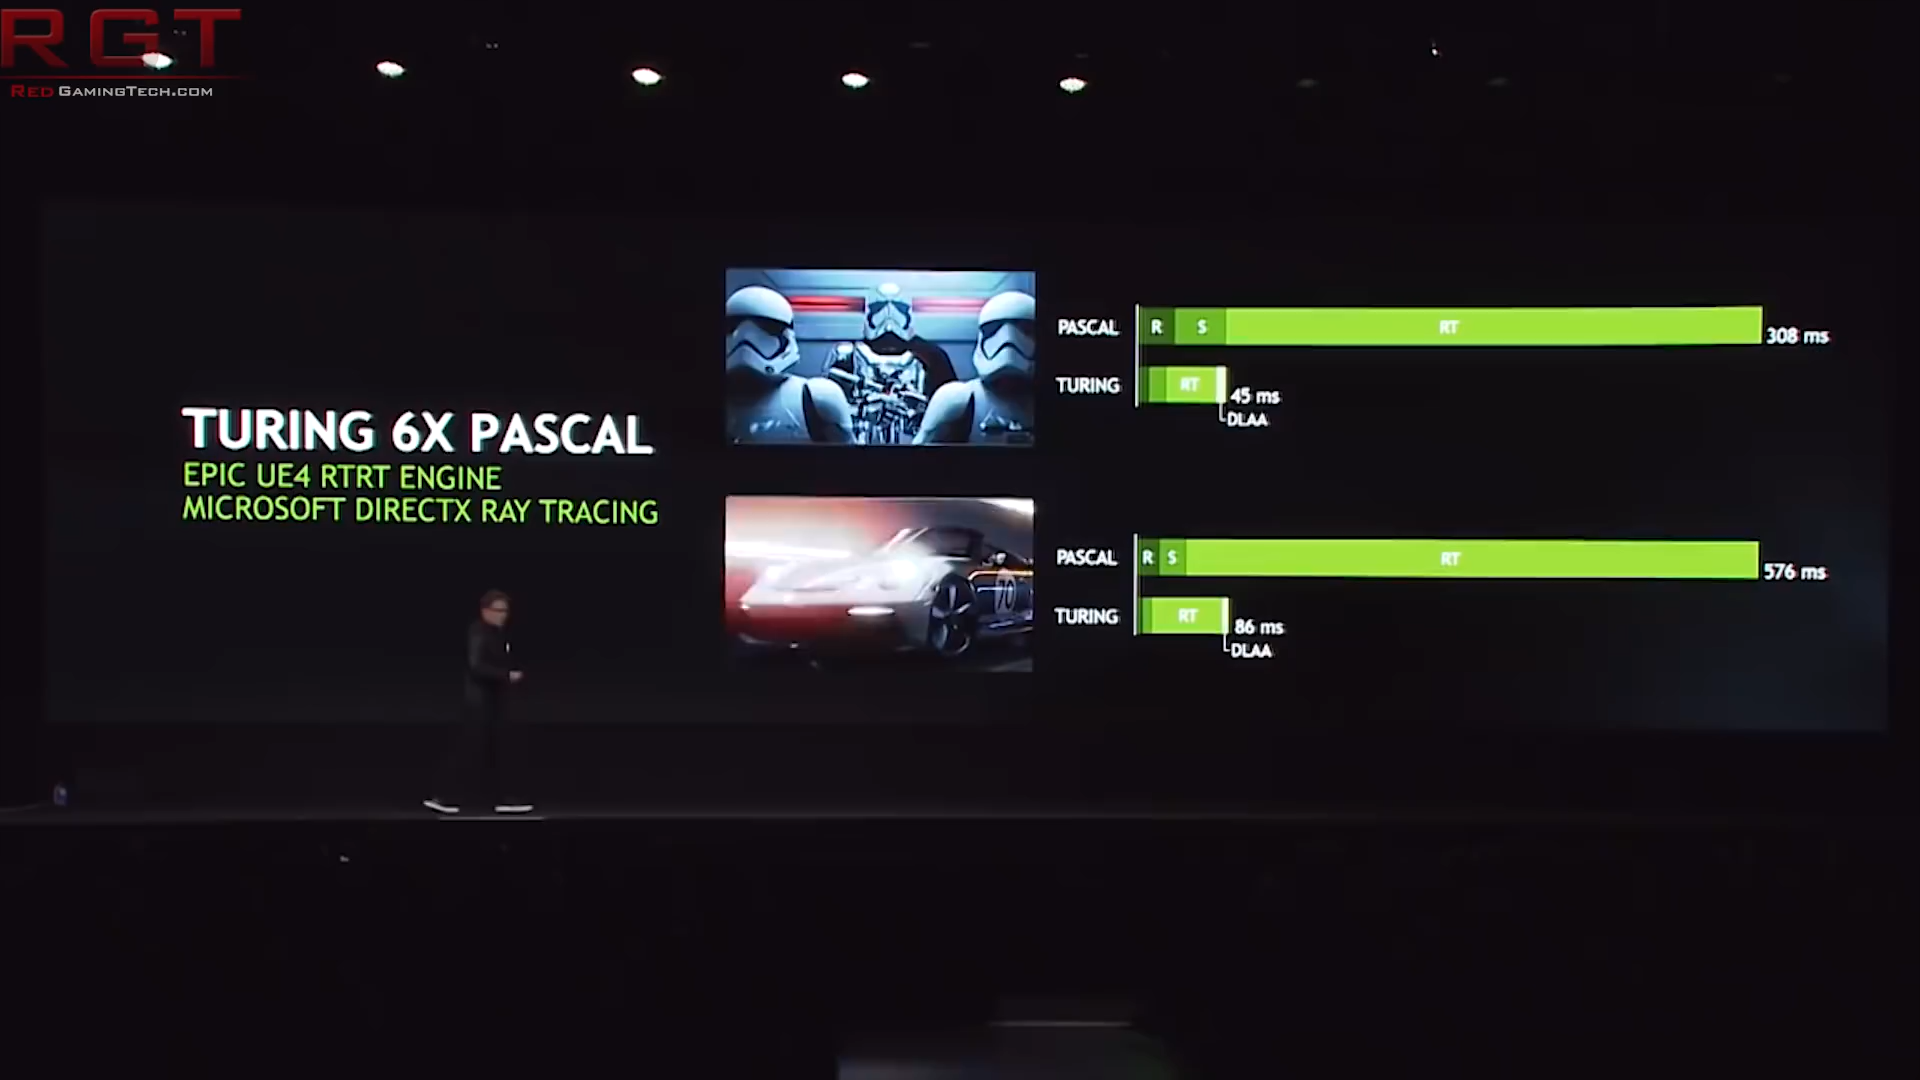 RGT
RED GAMINGTECH.COM
TURING 6X PASCAL
EPIC UE4 RTRT ENGINE
MICROSOFT DIRECTX RAY TRACING
PASCAL R S RT 308 ms
TURING RT 45 ms
DLAA
70
PASCAL R S RT 576 ms
TURING RT 86 ms
DLAA